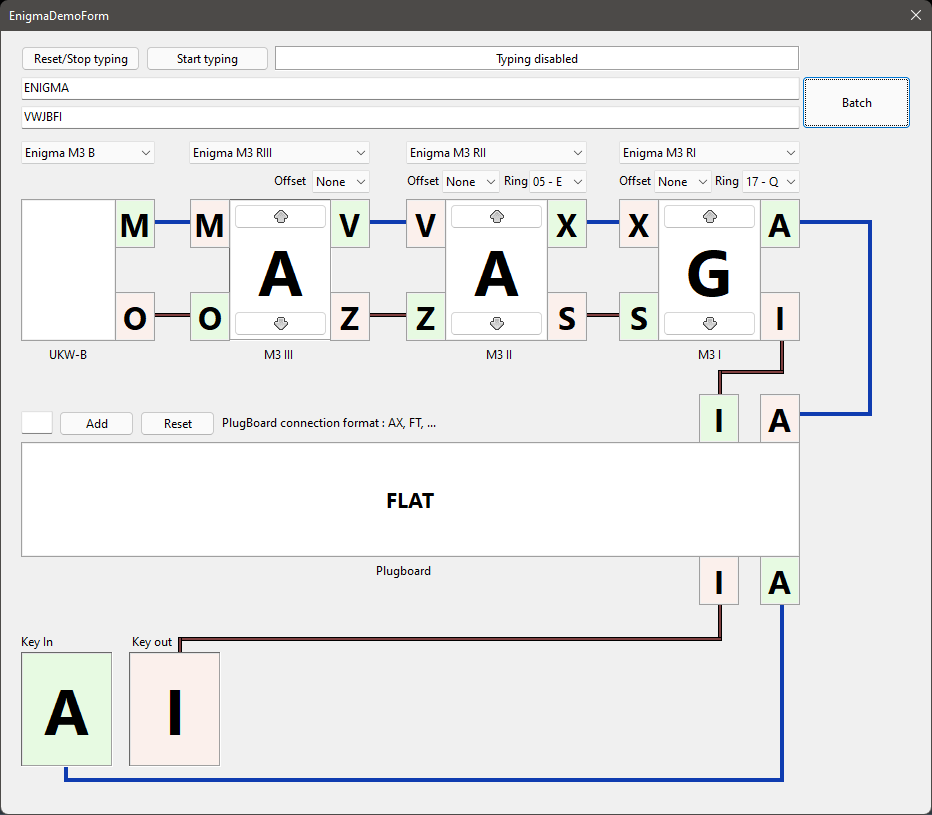 EnigmaDemoForm
Reset/Stop typing Start typing Typing disabled
ENIGMA
Batch
VWJBFI
Enigma M3 B Enigma M3 RIII Enigma M3 RII Enigma M3 RI
Offset None Offset None Ring 05 - E Offset None Ring 17 - Q
M M V V X X A
A A G
O O Z Z S S I
UKW-B M3 III M3 II M3 I
I A
Add Reset PlugBoard connection format : AX, FT, ...
FLAT
Plugboard
I A
Key In Key out
A I